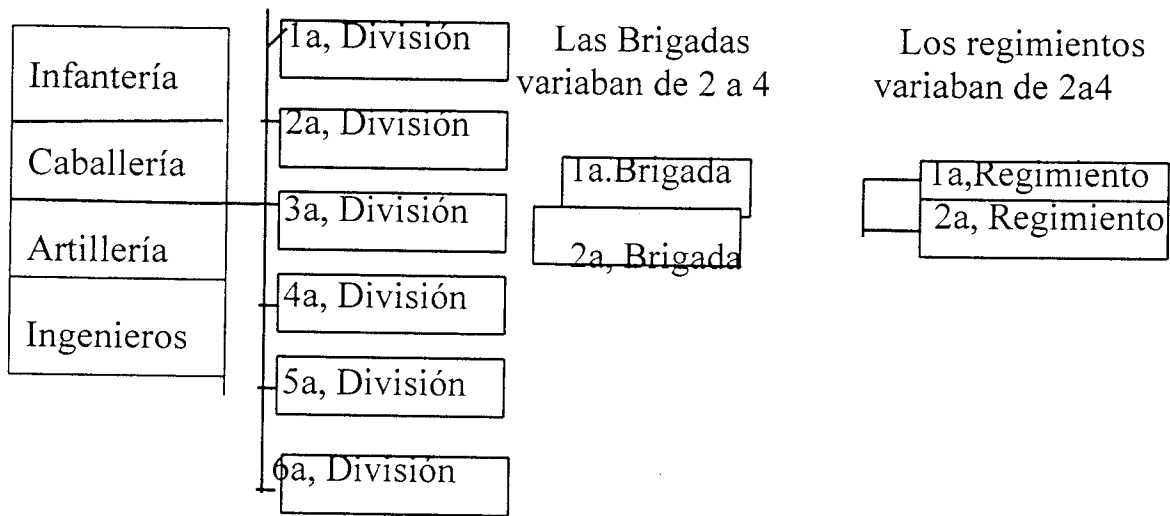 Infantería
Caballería
Artillería
Ingenieros
1a, División
2a, División
3a, División
4a, División
5a, División
6a, División
Las Brigadas
variaban de 2 a 4
1a.Brigada
2a, Brigada
Los regimientos
variaban de 2a4
1a,Regimiento
2a, Regimiento